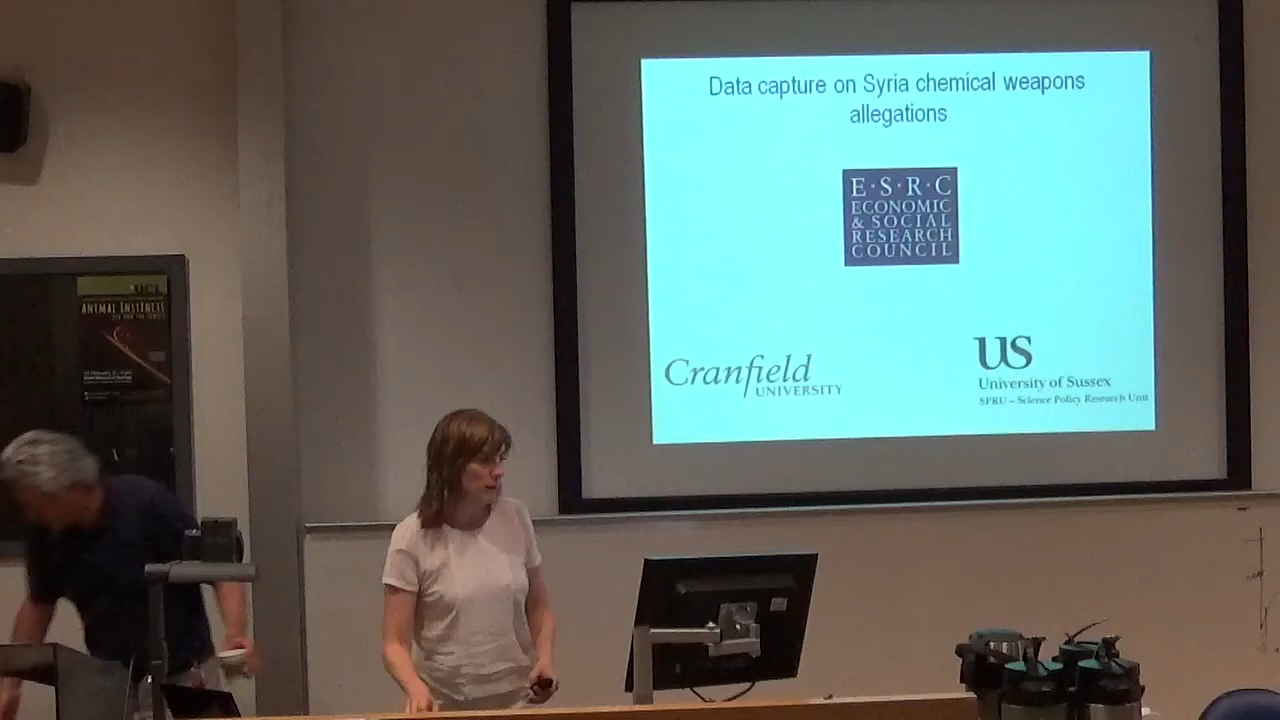 Data capture on Syria chemical weapons
allegations
E·S·R·C
ECONOMIC
& SOCIAL
RESEARCH
COUNCIL
Cranfield
UNIVERSITY
US
University of Sussex
SPRU – Science Policy Research Unit
UCL
ANIMAL INSTINCTS